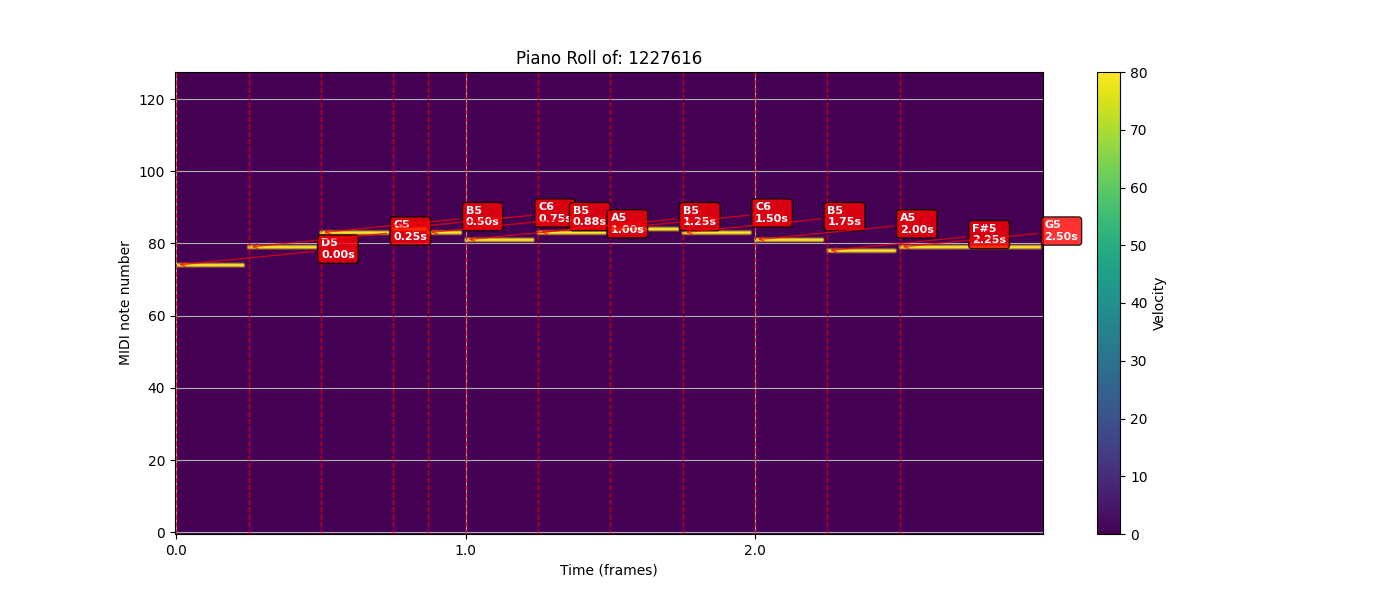 Piano Roll of: 1227616
MIDI note number
120
100
80
60
40
20
0
D5
0.00s
G5
0.25s
B5
0.50s
C6
0.75s
B5
0.88s
A5
1.00s
B5
1.25s
C6
1.50s
B5
1.75s
A5
2.00s
F#5
2.25s
G5
2.50s
0.0
1.0
2.0
Time (frames)
80
70
60
50
40
30
20
10
0
Velocity